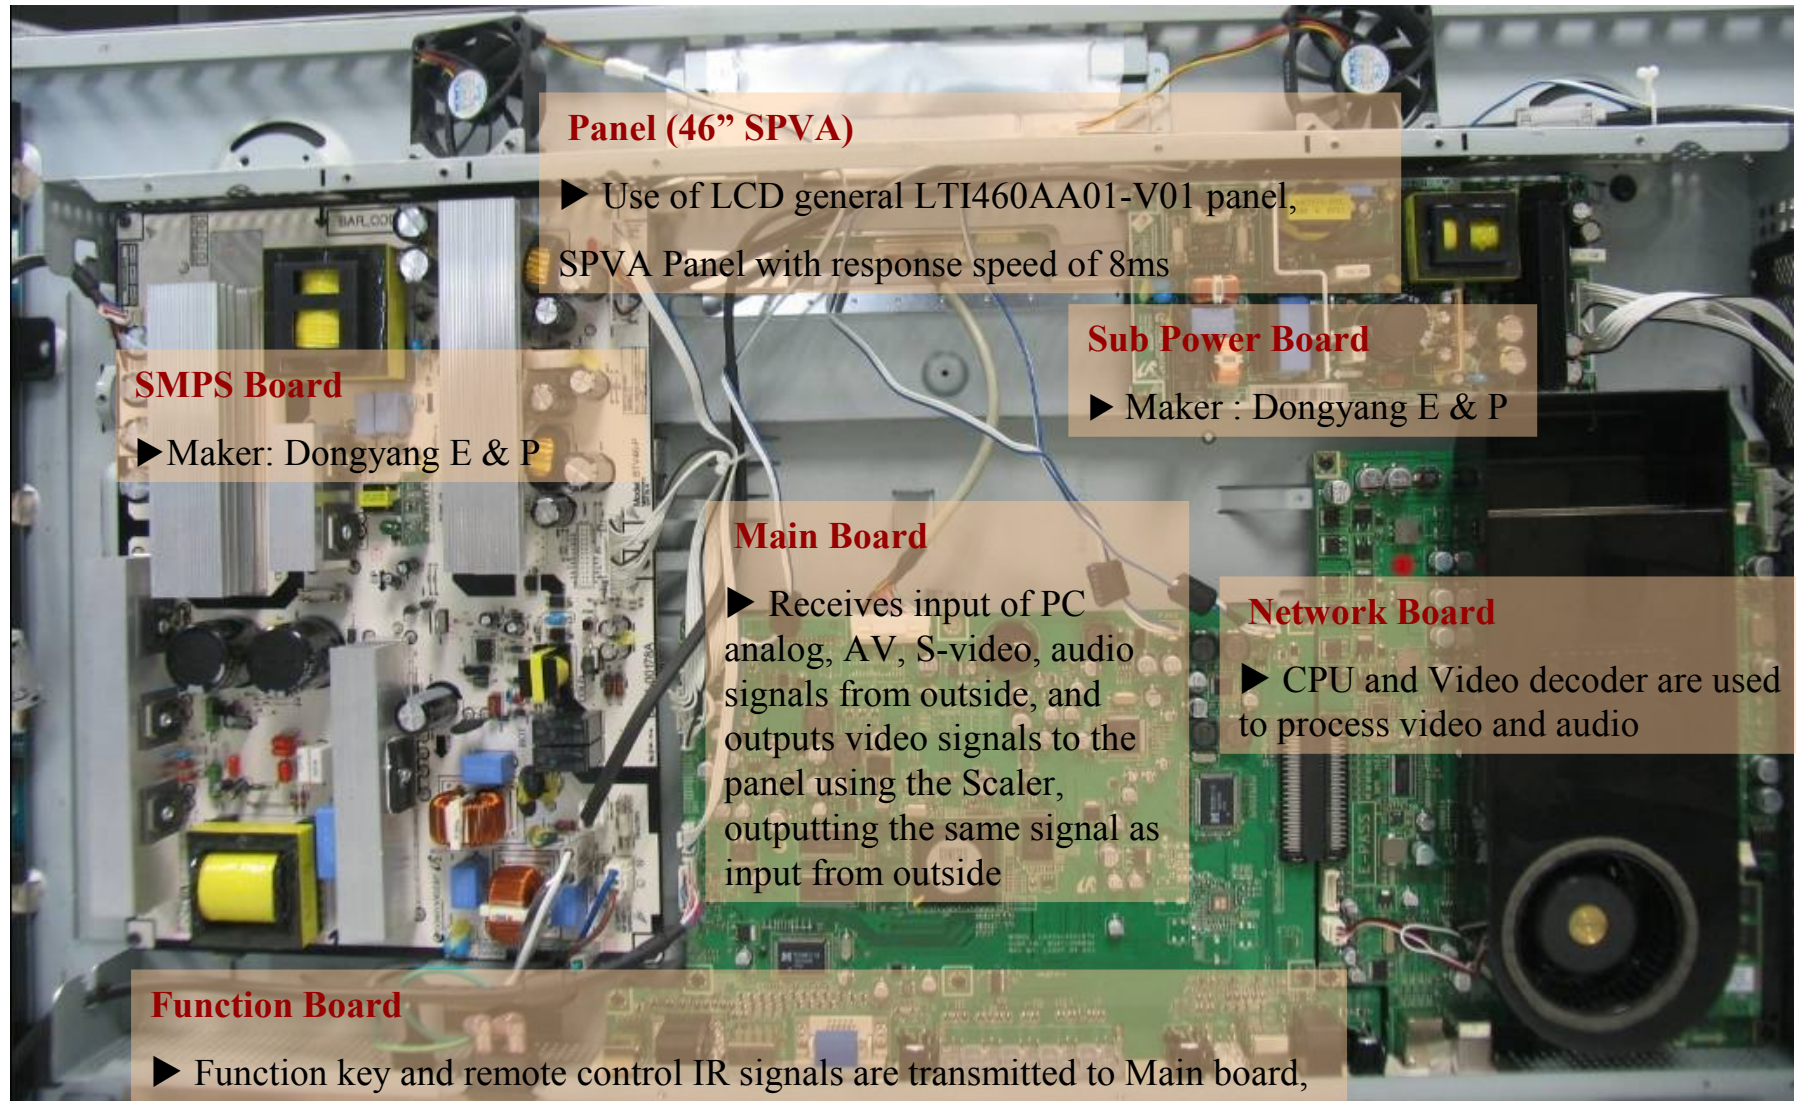 Panel (46” SPVA)
▶ Use of LCD general LTI460AA01-V01 panel,
SPVA Panel with response speed of 8ms
BAR_COD
Sub Power Board
▶ Maker : Dongyang E & P
SMPS Board
▶Maker: Dongyang E & P
Main Board
▶ Receives input of PC
analog, AV, S-video, audio
signals from outside, and
outputs video signals to the
panel using the Scaler,
outputting the same signal as
input from outside
Network Board
▶ CPU and Video decoder are used
to process video and audio
E-PASS
Function Board
▶ Function key and remote control IR signals are transmitted to Main board,